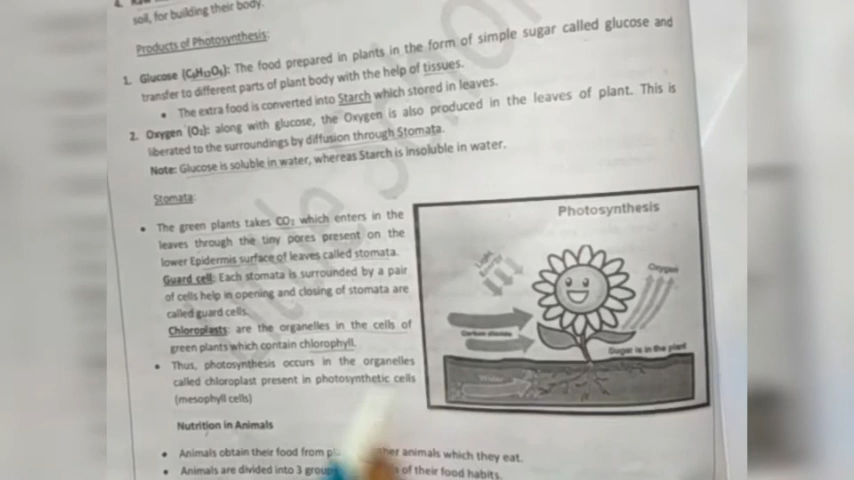 soil, for building their body.
Products of Photosynthesis:
1. Glucose (C₆H₁₂O₆): The food prepared in plants in the form of simple sugar called glucose and
transfer to different parts of plant body with the help of tissues.
• The extra food is converted into Starch which stored in leaves.
2. Oxygen (O₂): along with glucose, the Oxygen is also produced in the leaves of plant. This is
liberated to the surroundings by diffusion through Stomata.
Note: Glucose is soluble in water, whereas Starch is insoluble in water.
Stomata:
• The green plants takes CO₂ which enters in the
leaves through the tiny pores present on the
lower Epidermis surface of leaves called stomata.
Guard cell: Each stomata is surrounded by a pair
of cells help in opening and closing of stomata are
called guard cells.
Chloroplasts: are the organelles in the cells of
green plants which contain chlorophyll.
• Thus, photosynthesis occurs in the organelles
called chloroplast present in photosynthetic cells
(mesophyll cells)
Photosynthesis
Light Energy
Oxygen
Carbon dioxide
Sugar is in the plant
Water
Nutrition in Animals
• Animals obtain their food from her animals which they eat.
• Animals are divided into 3 of their food habits.